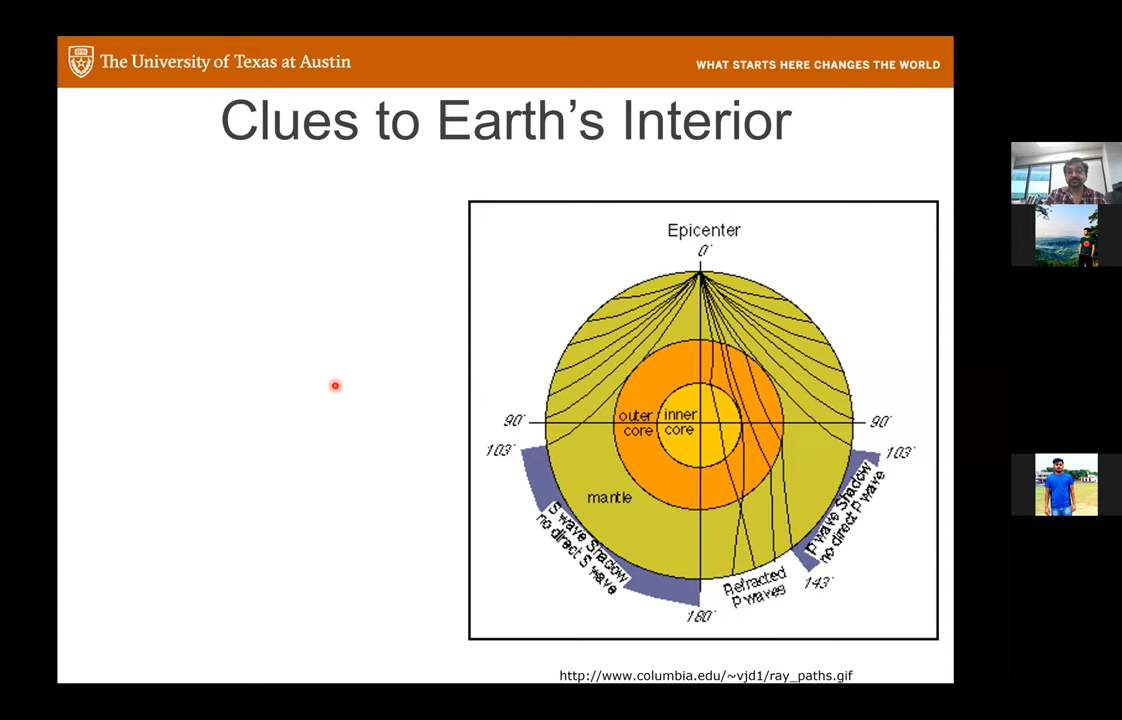 The University of Texas at Austin
WHAT STARTS HERE CHANGES THE WORLD
Clues to Earth's Interior
Epicenter
0°
90°
90°
outer core
inner core
103°
103°
mantle
S wave Shadow
no direct S wave
P wave Shadow
no direct P wave
Refracted
P waves
143°
180°
http://www.columbia.edu/~vjd1/ray_paths.gif